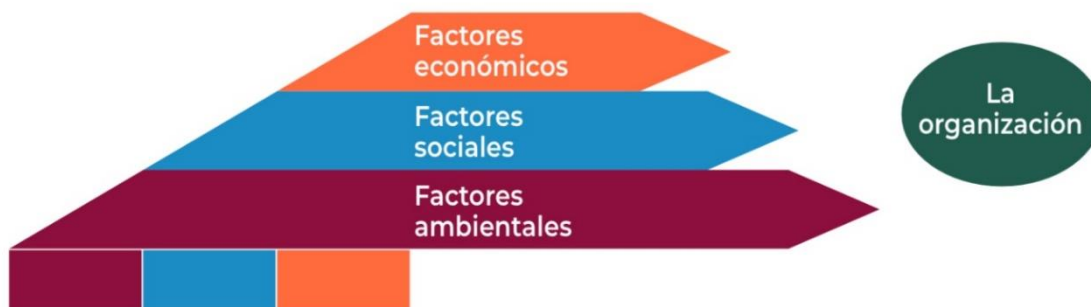 Factores
económicos
Factores
sociales
Factores
ambientales
La
organización